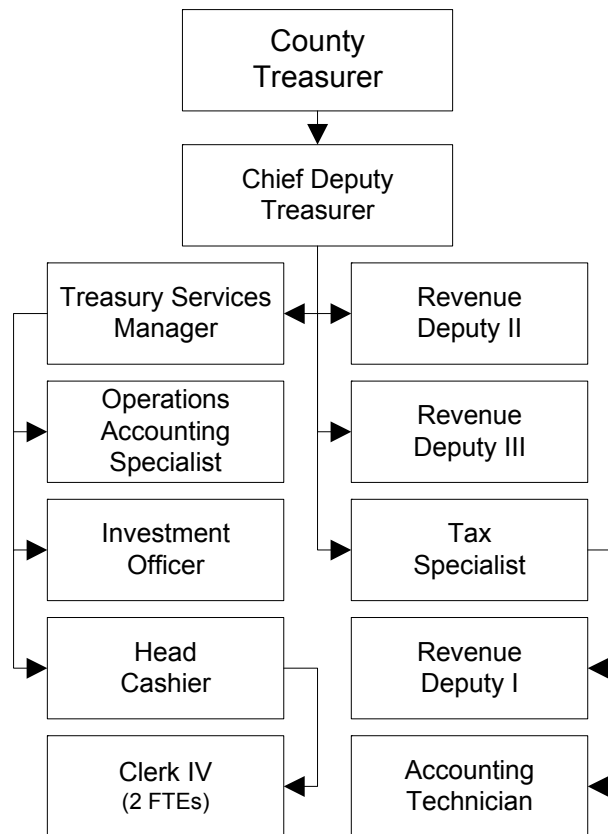 County
Treasurer
Chief Deputy
Treasurer
Treasury Services
Manager
Revenue
Deputy II
Operations
Accounting
Specialist
Revenue
Deputy III
Investment
Officer
Tax
Specialist
Head
Cashier
Revenue
Deputy I
Clerk IV
(2 FTEs)
Accounting
Technician